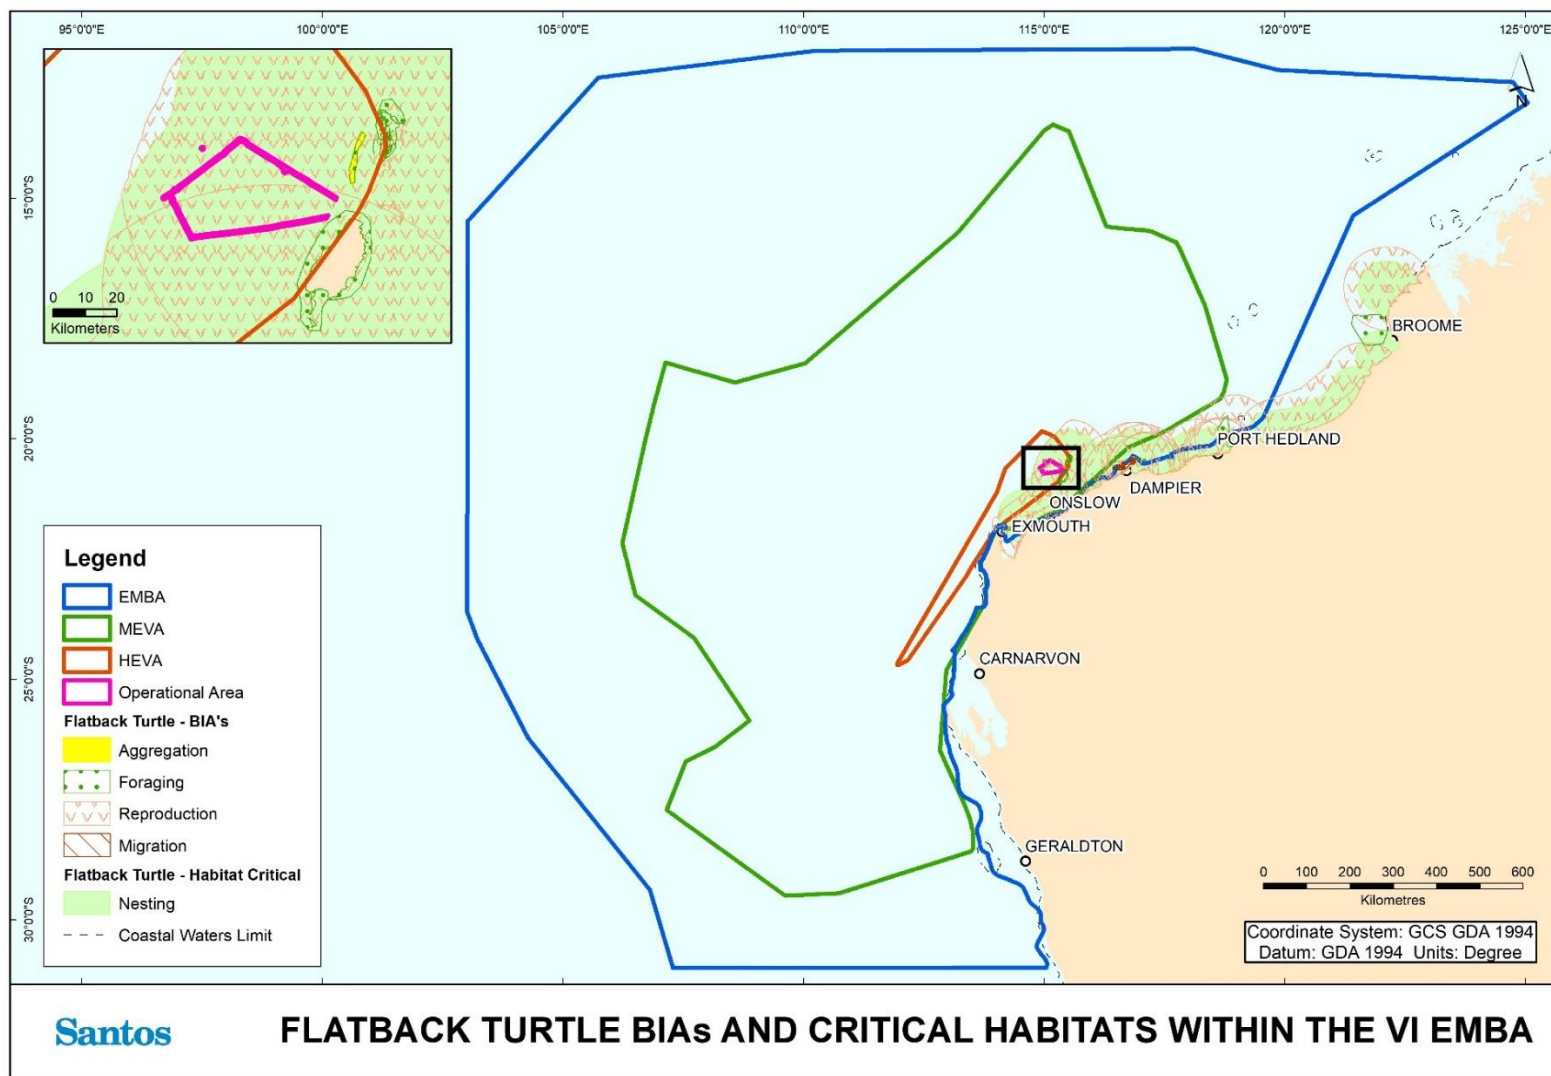 95°0'0"E
100°0'0"E
105°0'0"E
110°0'0"E
115°0'0"E
120°0'0"E
125°0'0"E
N
15°0'0"S
20°0'0"S
25°0'0"S
30°0'0"S
0 10 20
Kilometers
BROOME
PORT HEDLAND
DAMPIER
ONSLOW
EXMOUTH
CARNARVON
GERALDTON
Legend
EMBA
MEVA
HEVA
Operational Area
Flatback Turtle - BIA's
Aggregation
Foraging
Reproduction
Migration
Flatback Turtle - Habitat Critical
Nesting
Coastal Waters Limit
0 100 200 300 400 500 600
Kilometres
Coordinate System: GCS GDA 1994
Datum: GDA 1994 Units: Degree
Santos
FLATBACK TURTLE BIAs AND CRITICAL HABITATS WITHIN THE VI EMBA